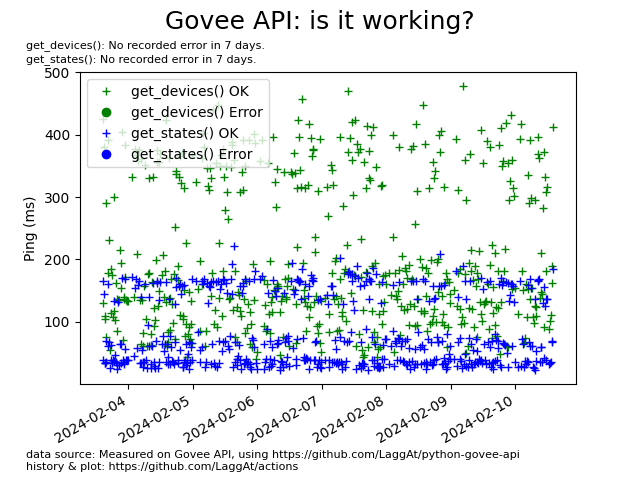 Govee API: is it working?
get_devices(): No recorded error in 7 days.
get_states(): No recorded error in 7 days.
500
400
300
200
100
Ping (ms)
get_devices() OK
get_devices() Error
get_states() OK
get_states() Error
2024-02-04
2024-02-05
2024-02-06
2024-02-07
2024-02-08
2024-02-09
2024-02-10
data source: Measured on Govee API, using https://github.com/LaggAt/python-govee-api
history & plot: https://github.com/LaggAt/actions